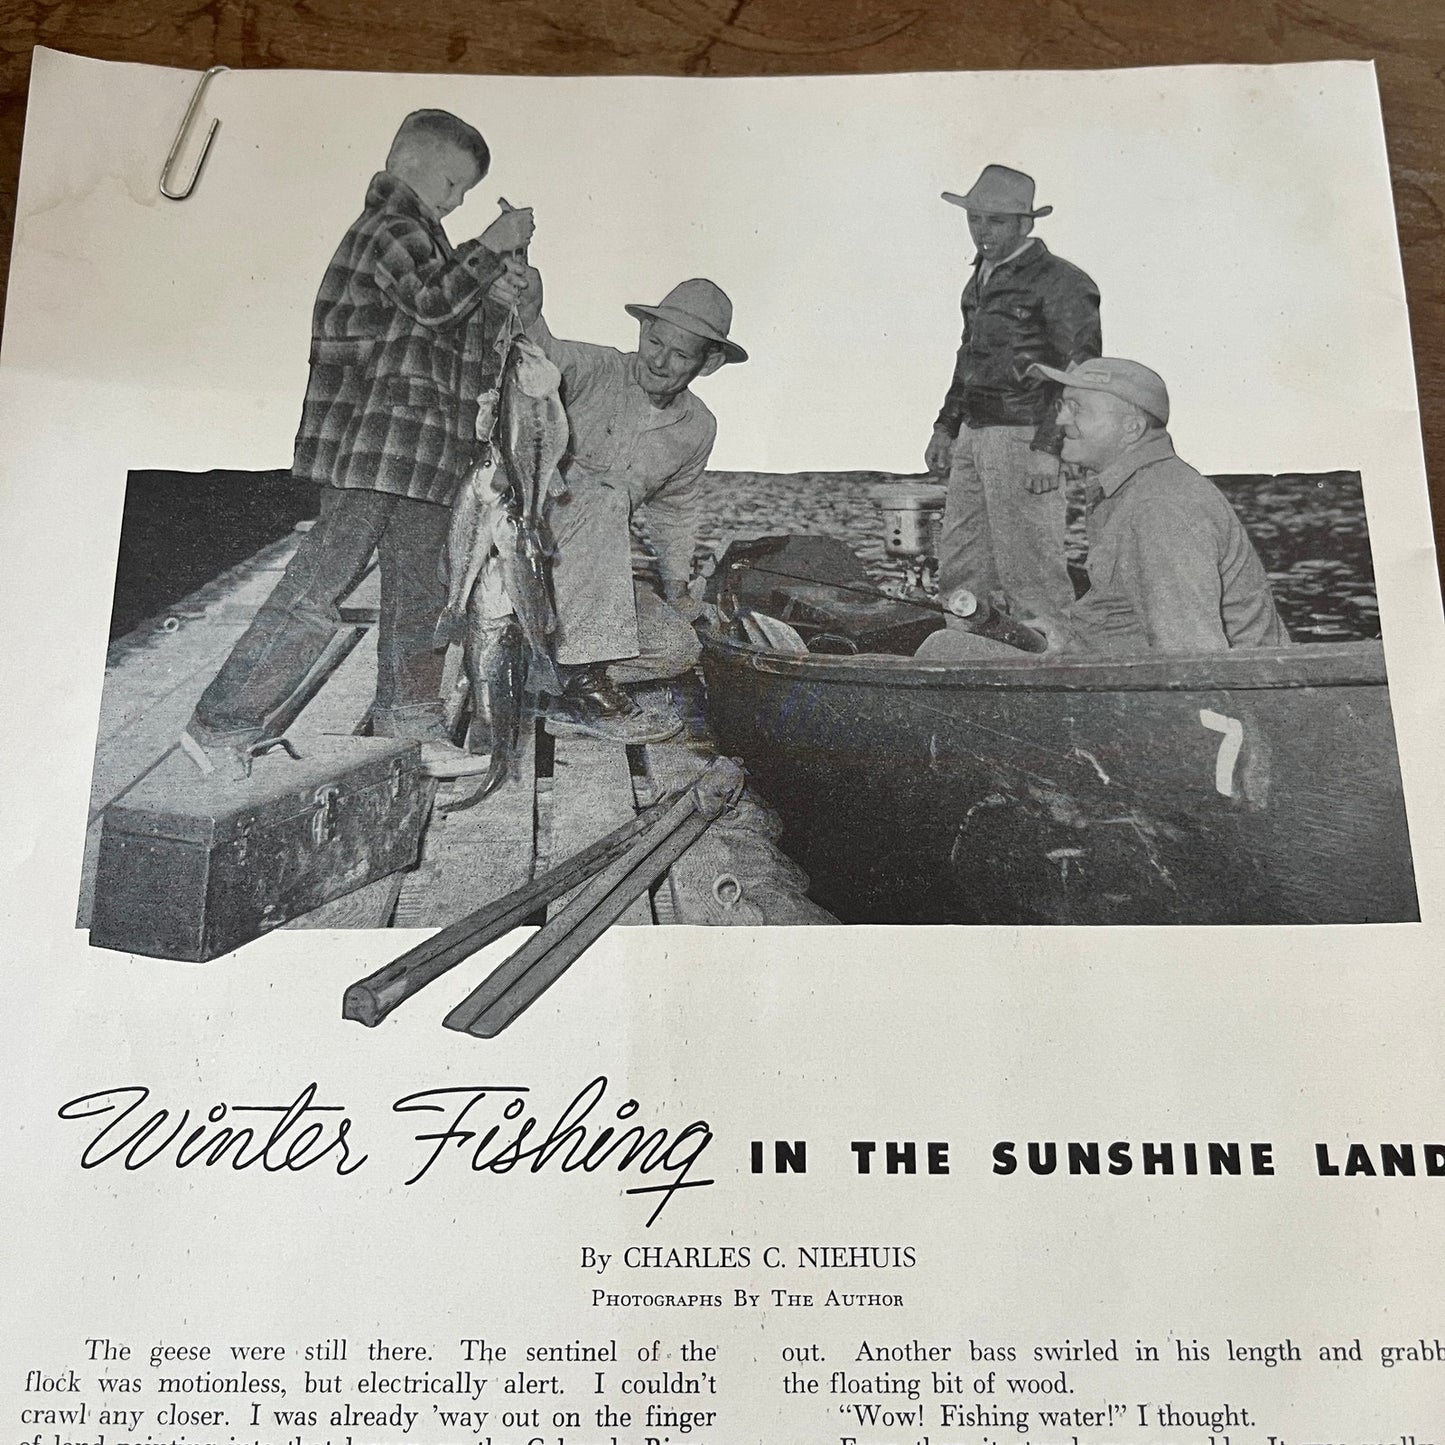 7
Winter Fishing IN THE SUNSHINE LAND
By CHARLES C. NIEHUIS
PHOTOGRAPHS BY THE AUTHOR
The geese were still there. The sentinel of the
flock was motionless, but electrically alert. I couldn't
crawl any closer. I was already 'way out on the finger
out. Another bass swirled in his length and grabb
the floating bit of wood.
"Wow! Fishing water!" I thought.